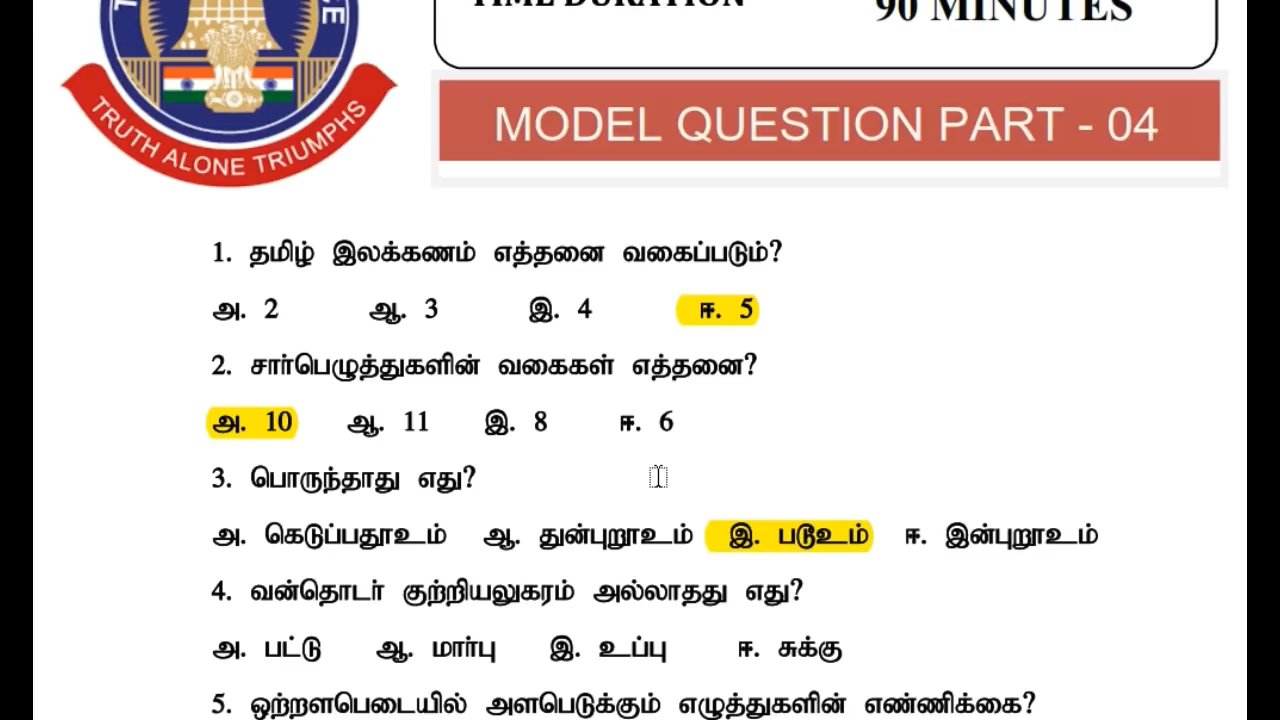 TIME DURATION 90 MINUTES
TRUTH ALONE TRIUMPHS
MODEL QUESTION PART - 04
1. தமிழ் இலக்கணம் எத்தனை வகைப்படும்?
அ. 2 ஆ. 3 இ. 4 ஈ. 5
2. சார்பெழுத்துகளின் வகைகள் எத்தனை?
அ. 10 ஆ. 11 இ. 8 ஈ. 6
3. பொருந்தாது எது?
அ. கெடுப்பதூஉம் ஆ. துன்புறூஉம் இ. படூஉம் ஈ. இன்புறூஉம்
4. வன்தொடர் குற்றியலுகரம் அல்லாதது எது?
அ. பட்டு ஆ. மார்பு இ. உப்பு ஈ. சுக்கு
5. ஒற்றளபெடையில் அளபெடுக்கும் எழுத்துகளின் எண்ணிக்கை?